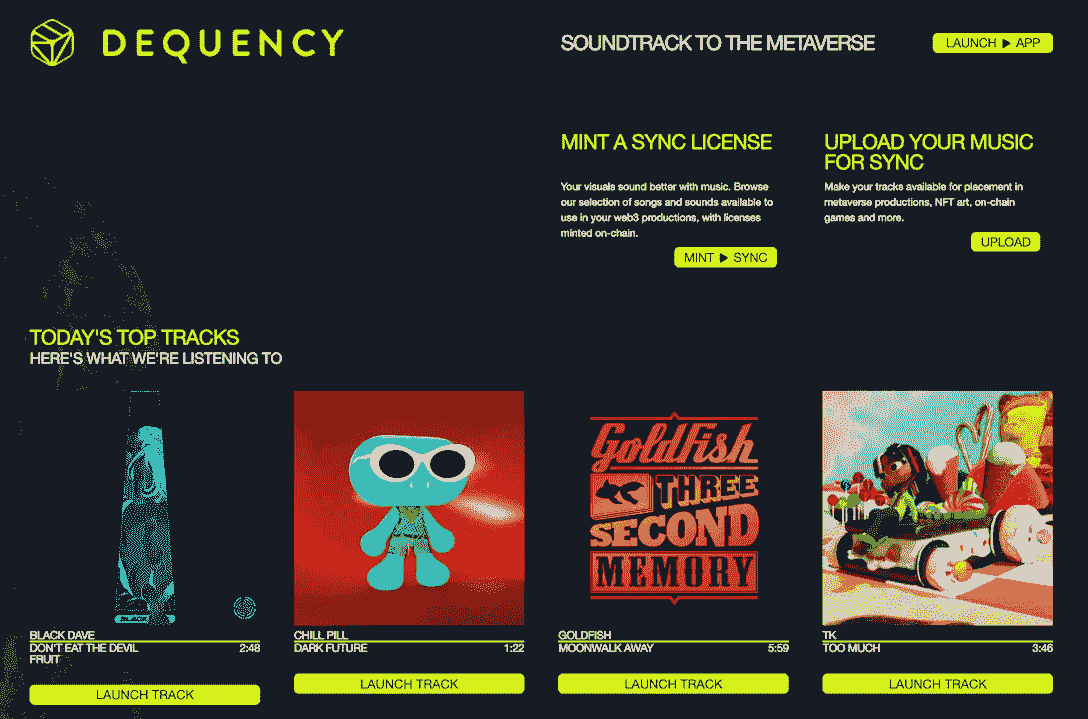 DEQUENCY
SOUNDTRACK TO THE METAVERSE
LAUNCH ▶ APP
MINT A SYNC LICENSE
Your visuals sound better with music. Browse
our selection of songs and sounds available to
use in your web3 productions, with licenses
minted on-chain.
MINT ▶ SYNC
UPLOAD YOUR MUSIC
FOR SYNC
Make your tracks available for placement in
metaverse productions, NFT art, on-chain
games and more.
UPLOAD
TODAY'S TOP TRACKS
HERE'S WHAT WE'RE LISTENING TO
BLACK DAVE
DON'T EAT THE DEVIL 2:48
FRUIT
LAUNCH TRACK
CHILL PILL
DARK FUTURE 1:22
LAUNCH TRACK
GoldFish
THREE
SECOND
MEMORY
GOLDFISH
MOONWALK AWAY 5:59
LAUNCH TRACK
TK
TOO MUCH 3:46
LAUNCH TRACK